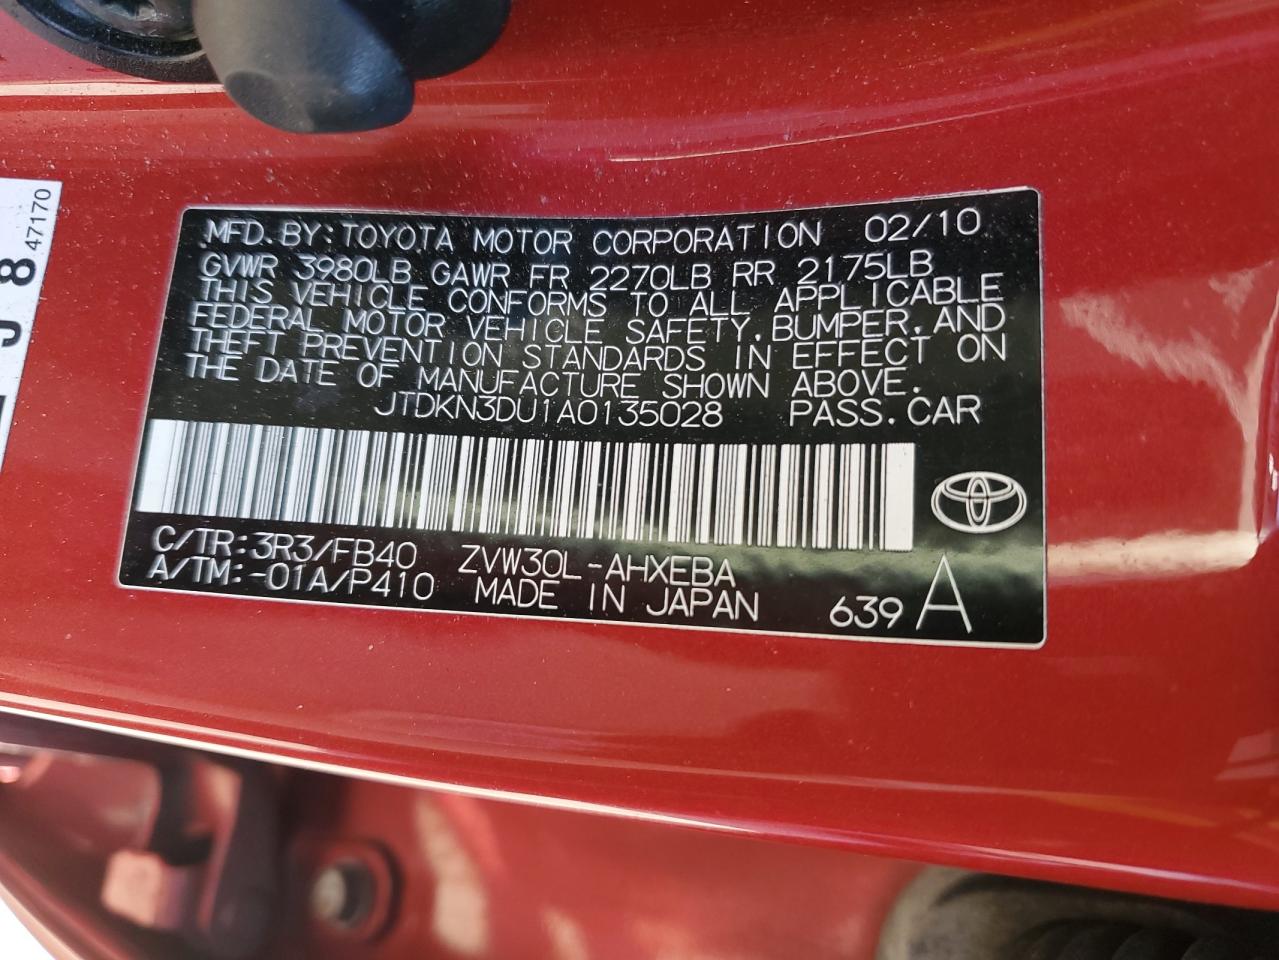 MFD. BY: TOYOTA MOTOR CORPORATION 02/10
GVWR 3980LB GAWR FR 2270LB RR 2175LB
THIS VEHICLE CONFORMS TO ALL APPLICABLE
FEDERAL MOTOR VEHICLE SAFETY, BUMPER, AND
THEFT PREVENTION STANDARDS IN EFFECT ON
THE DATE OF MANUFACTURE SHOWN ABOVE.
JTDKN3DU1A0135028 PASS. CAR
C/TR: 3R3/FB40 ZVW30L-AHXEBA
A/TM: -01A/P410 MADE IN JAPAN 639 A
47170
8